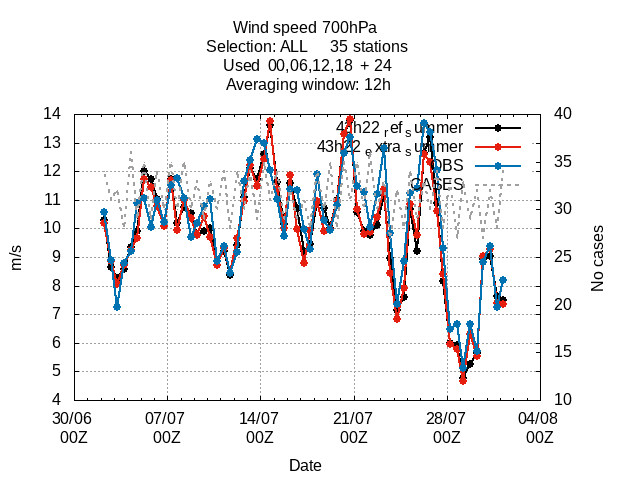 Wind speed 700hPa
Selection: ALL 35 stations
Used 00,06,12,18 + 24
Averaging window: 12h
14
13
12
11
10
9
8
7
6
5
4
m/s
40
35
30
25
20
15
10
No cases
43h22_ref_summer
43h22_extra_summer
OBS
CASES
30/06 07/07 14/07 21/07 28/07 04/08
00Z 00Z 00Z 00Z 00Z 00Z
Date